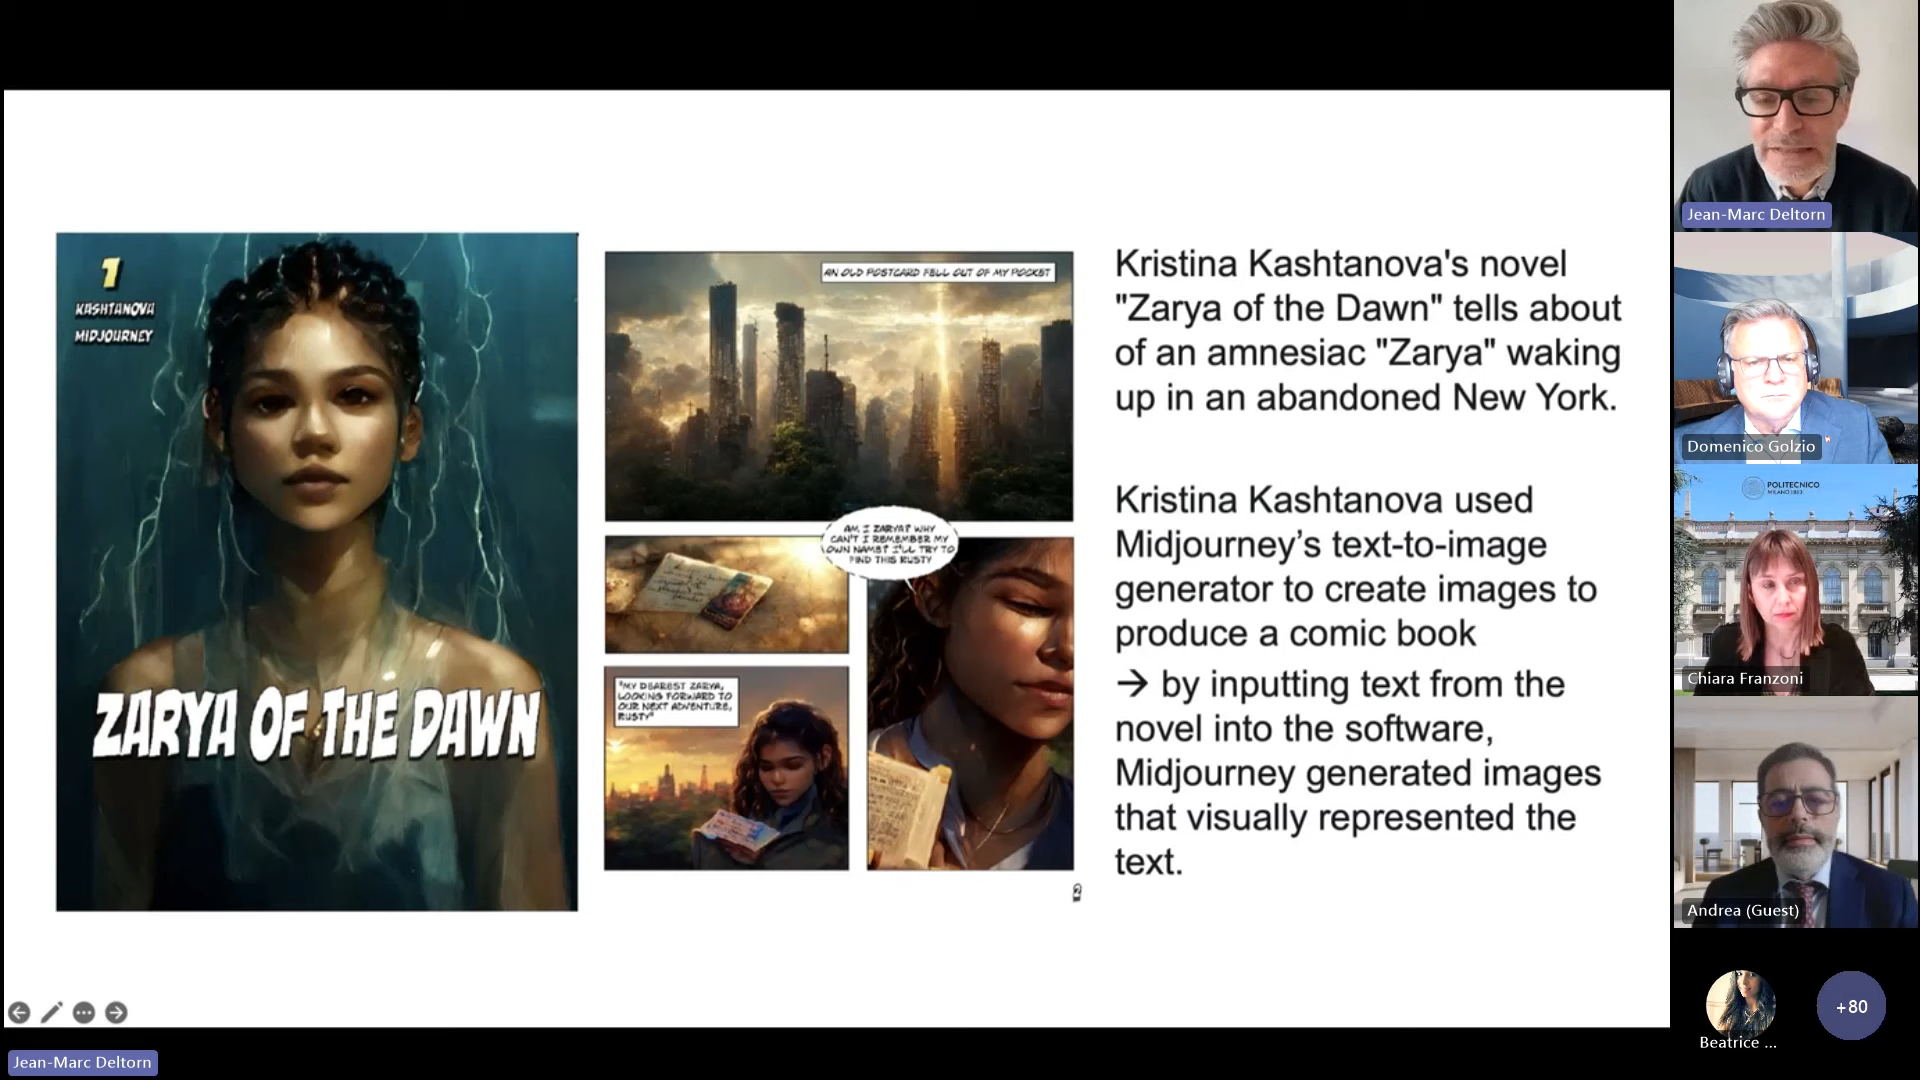 1
KASHTANOVA
MIDJOURNEY
ZARYA OF THE DAWN
AN OLD POSTCARD FELL OUT OF MY POCKET
AM I ZARYA? WHY
CAN'T I REMEMBER MY
OWN NAME? I'LL TRY TO
FIND THIS RUSTY
"MY DEAREST ZARYA,
LOOKING FORWARD TO
OUR NEXT ADVENTURE,
RUSTY"
2
Kristina Kashtanova's novel
"Zarya of the Dawn" tells about
of an amnesiac "Zarya" waking
up in an abandoned New York.
Kristina Kashtanova used
Midjourney’s text-to-image
generator to create images to
produce a comic book
→ by inputting text from the
novel into the software,
Midjourney generated images
that visually represented the
text.
Jean-Marc Deltorn
Jean-Marc Deltorn
Domenico Golzio
POLITECNICO
MILANO 1863
Chiara Franzoni
Andrea (Guest)
Beatrice ...
+80